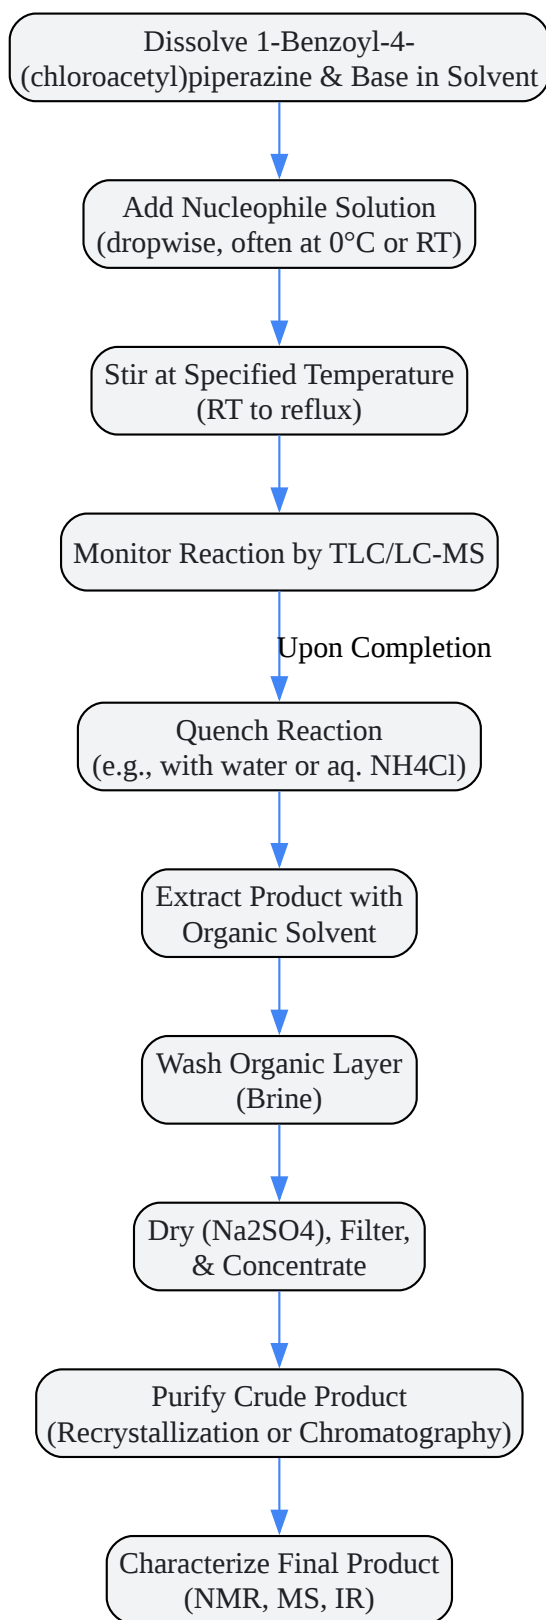 Dissolve 1-Benzoyl-4-
(chloroacetyl)piperazine & Base in Solvent
Add Nucleophile Solution
(dropwise, often at 0°C or RT)
Stir at Specified Temperature
(RT to reflux)
Monitor Reaction by TLC/LC-MS
Upon Completion
Quench Reaction
(e.g., with water or aq. NH4Cl)
Extract Product with
Organic Solvent
Wash Organic Layer
(Brine)
Dry (Na2SO4), Filter,
& Concentrate
Purify Crude Product
(Recrystallization or Chromatography)
Characterize Final Product
(NMR, MS, IR)